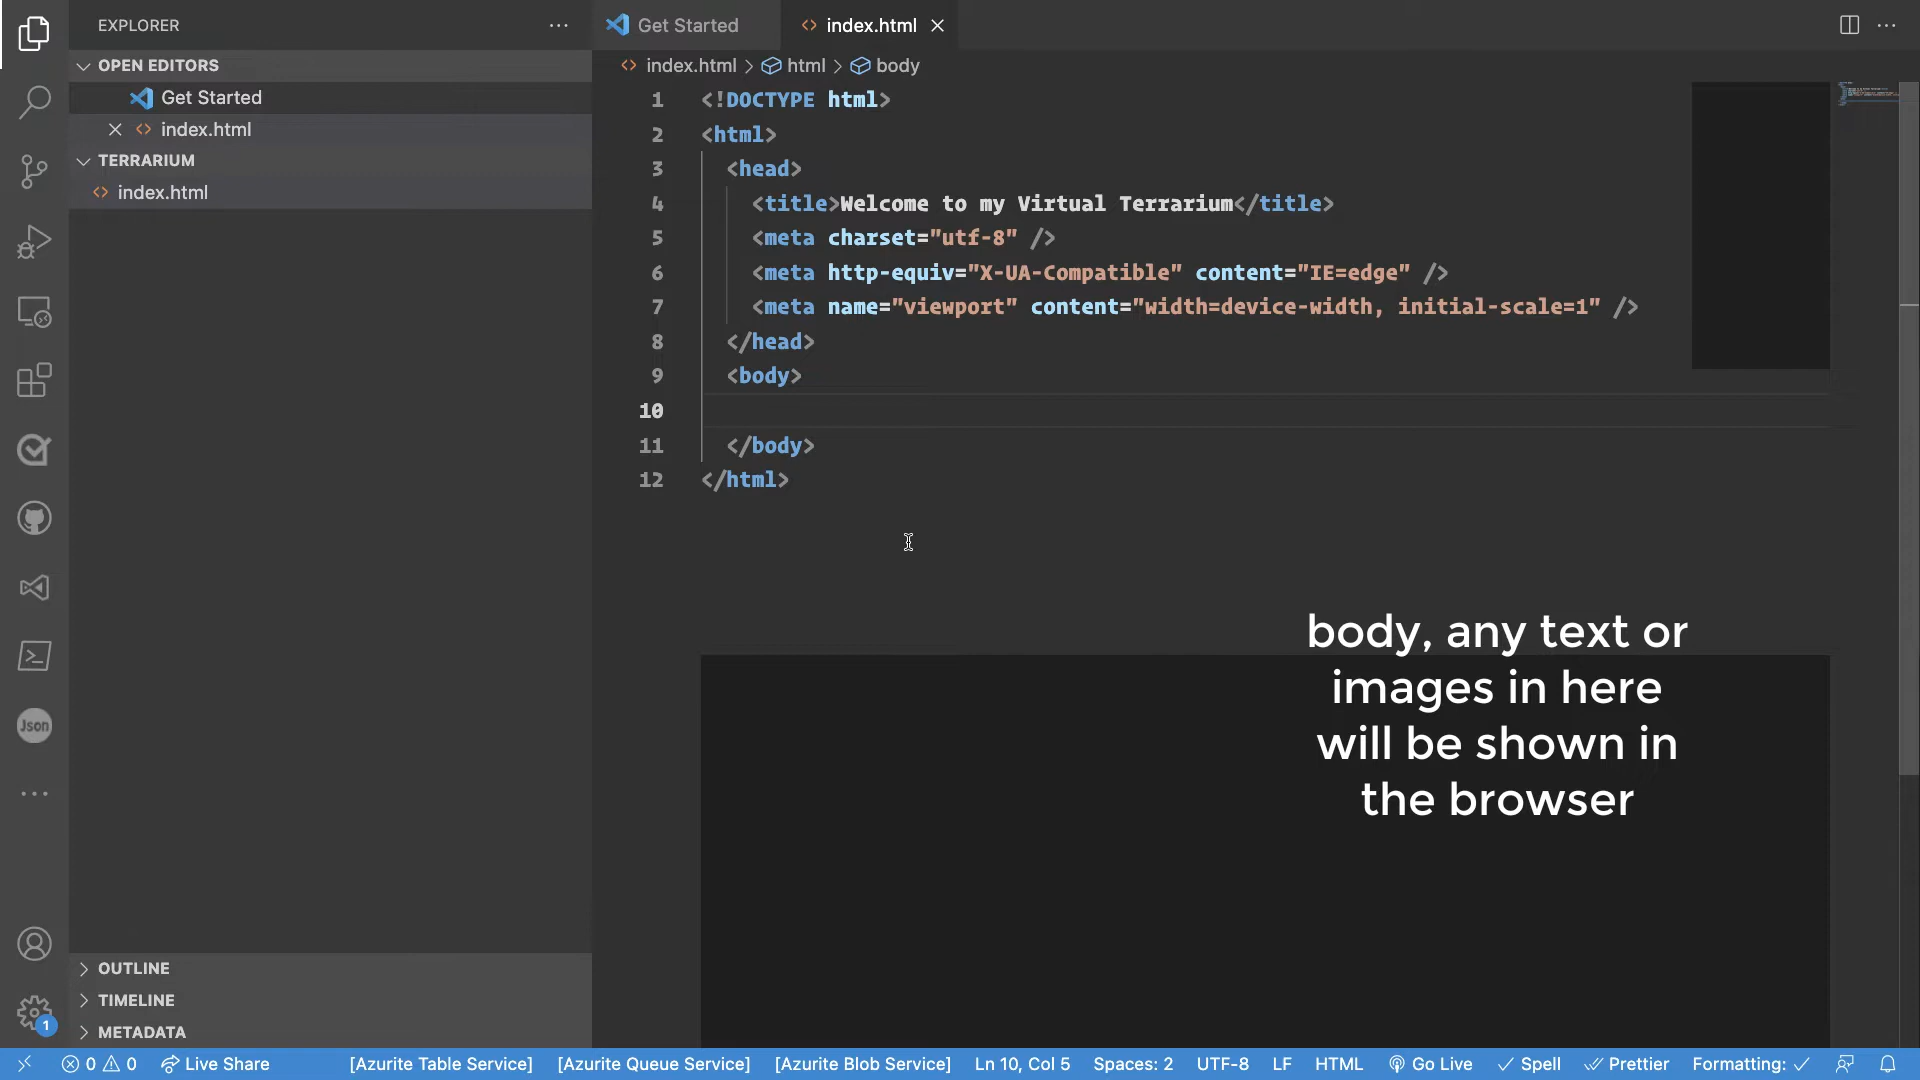 EXPLORER
OPEN EDITORS
Get Started
index.html
TERRARIUM
index.html
OUTLINE
TIMELINE
METADATA
Get Started
index.html
index.html > html > body
1 <!DOCTYPE html>
2 <html>
3 <head>
4 <title>Welcome to my Virtual Terrarium</title>
5 <meta charset="utf-8" />
6 <meta http-equiv="X-UA-Compatible" content="IE=edge" />
7 <meta name="viewport" content="width=device-width, initial-scale=1" />
8 </head>
9 <body>
10
11 </body>
12 </html>
body, any text or
images in here
will be shown in
the browser
Json
1
0 0 Live Share [Azurite Table Service] [Azurite Queue Service] [Azurite Blob Service] Ln 10, Col 5 Spaces: 2 UTF-8 LF HTML Go Live Spell Prettier Formatting: